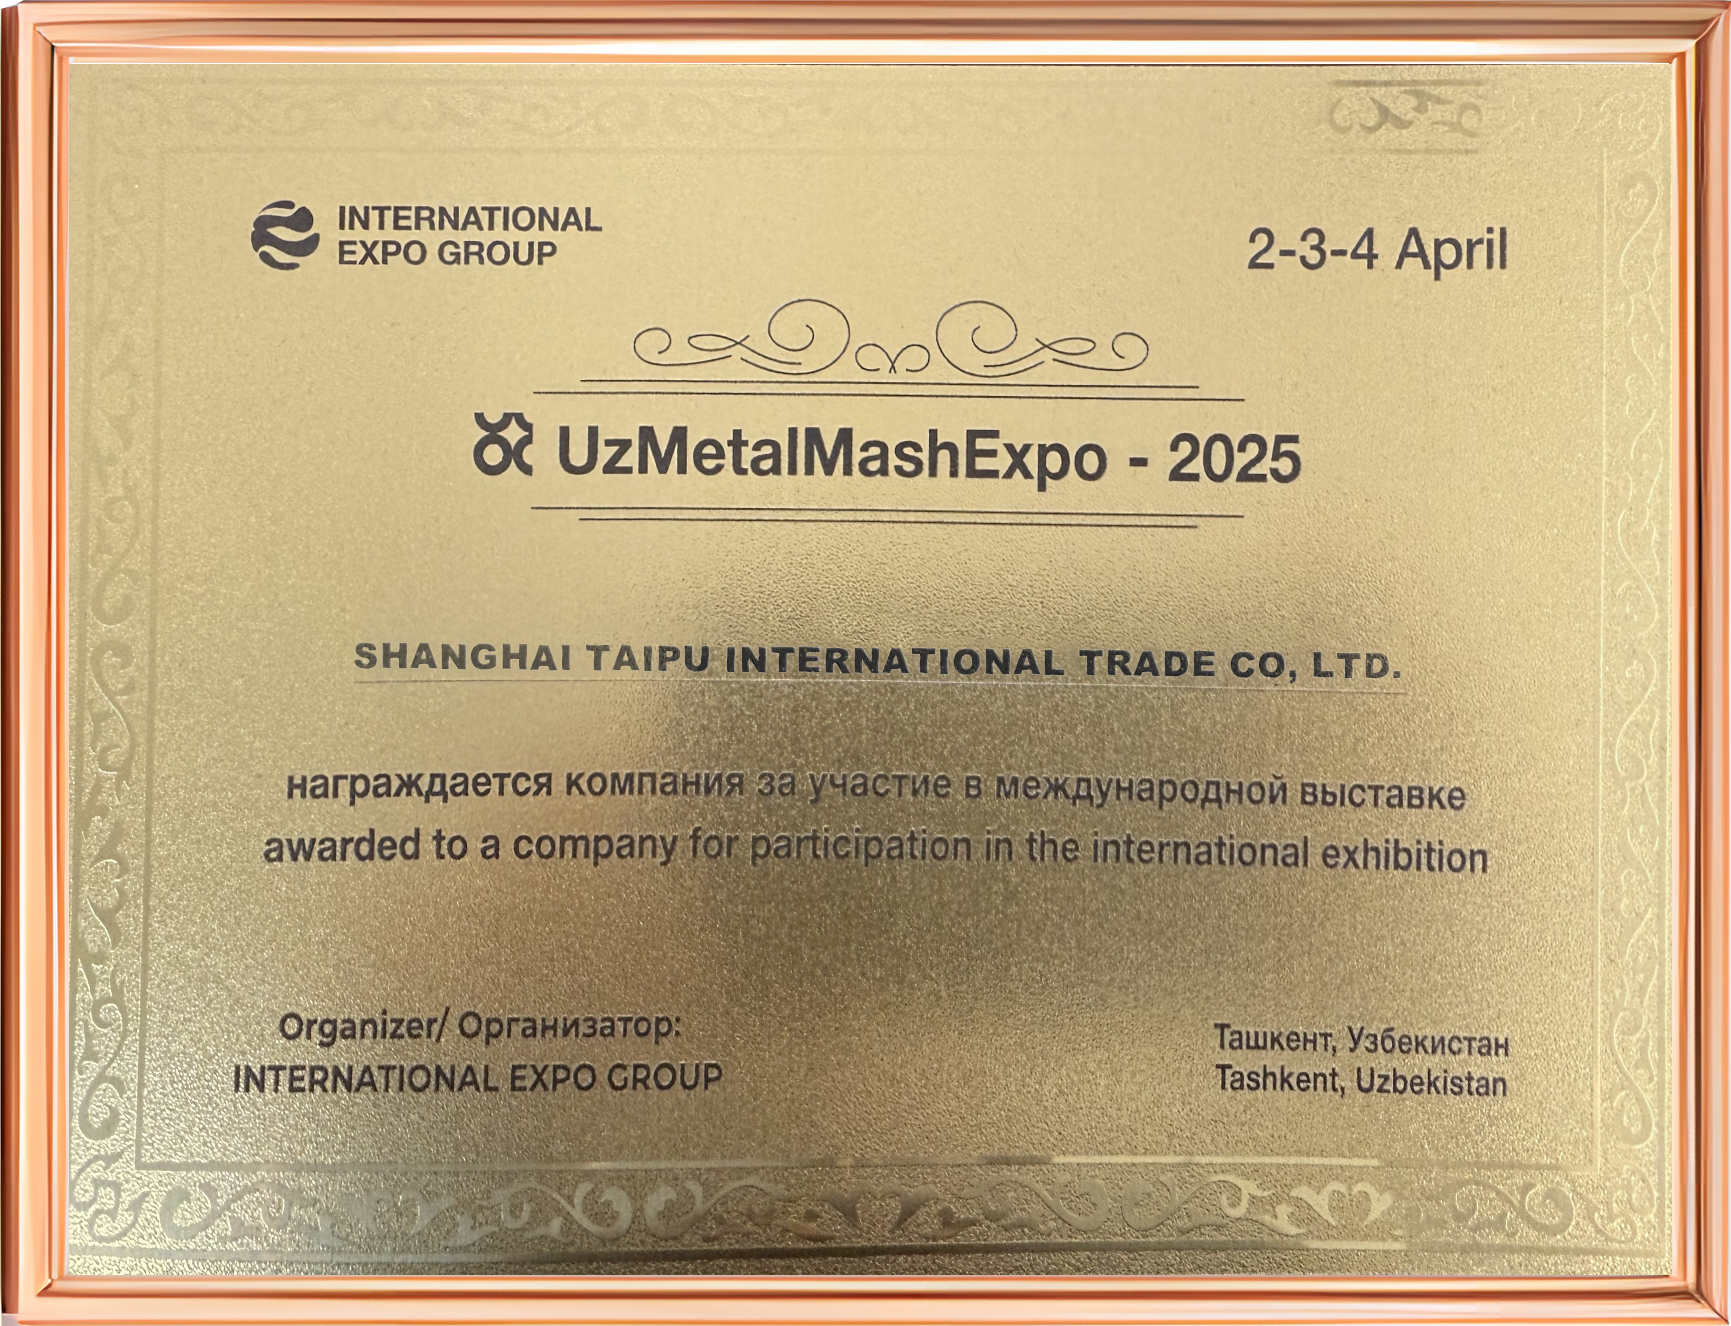 INTERNATIONAL
EXPO GROUP
2-3-4 April
UzMetalMashExpo - 2025
SHANGHAI TAIPU INTERNATIONAL TRADE CO, LTD.
награждается компания за участие в международной выставке
awarded to a company for participation in the international exhibition
Organizer/ Организатор:
INTERNATIONAL EXPO GROUP
Ташкент, Узбекистан
Tashkent, Uzbekistan